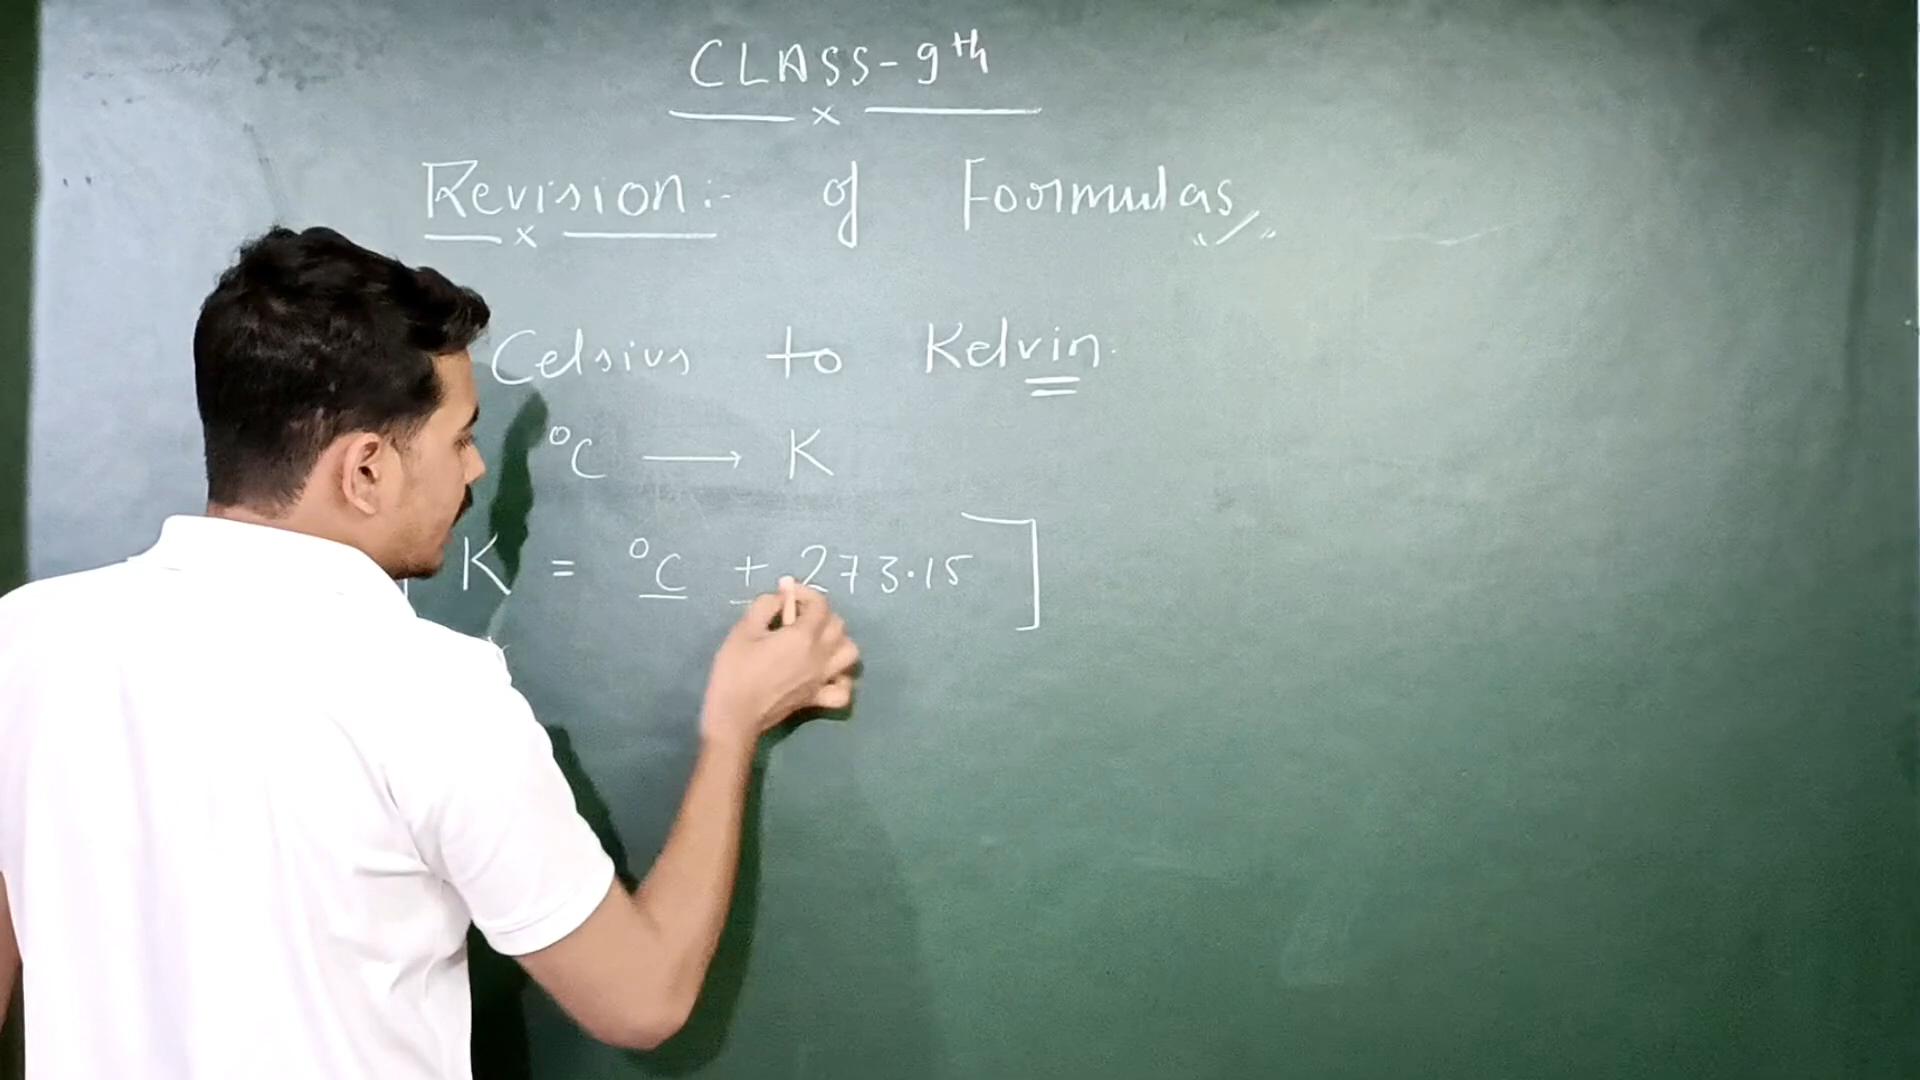 CLASS-9th
Revision:- of Formulas
Celsius to Kelvin.
°C → K
K = °C + 273.15